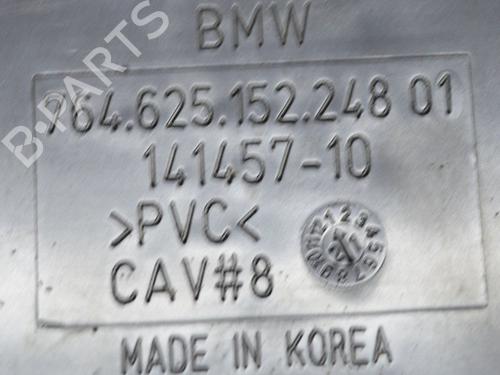 BMW
764.625.152.248 01
141457-10
>PVC<
CAV#8
MADE IN KOREA
B-PARTS